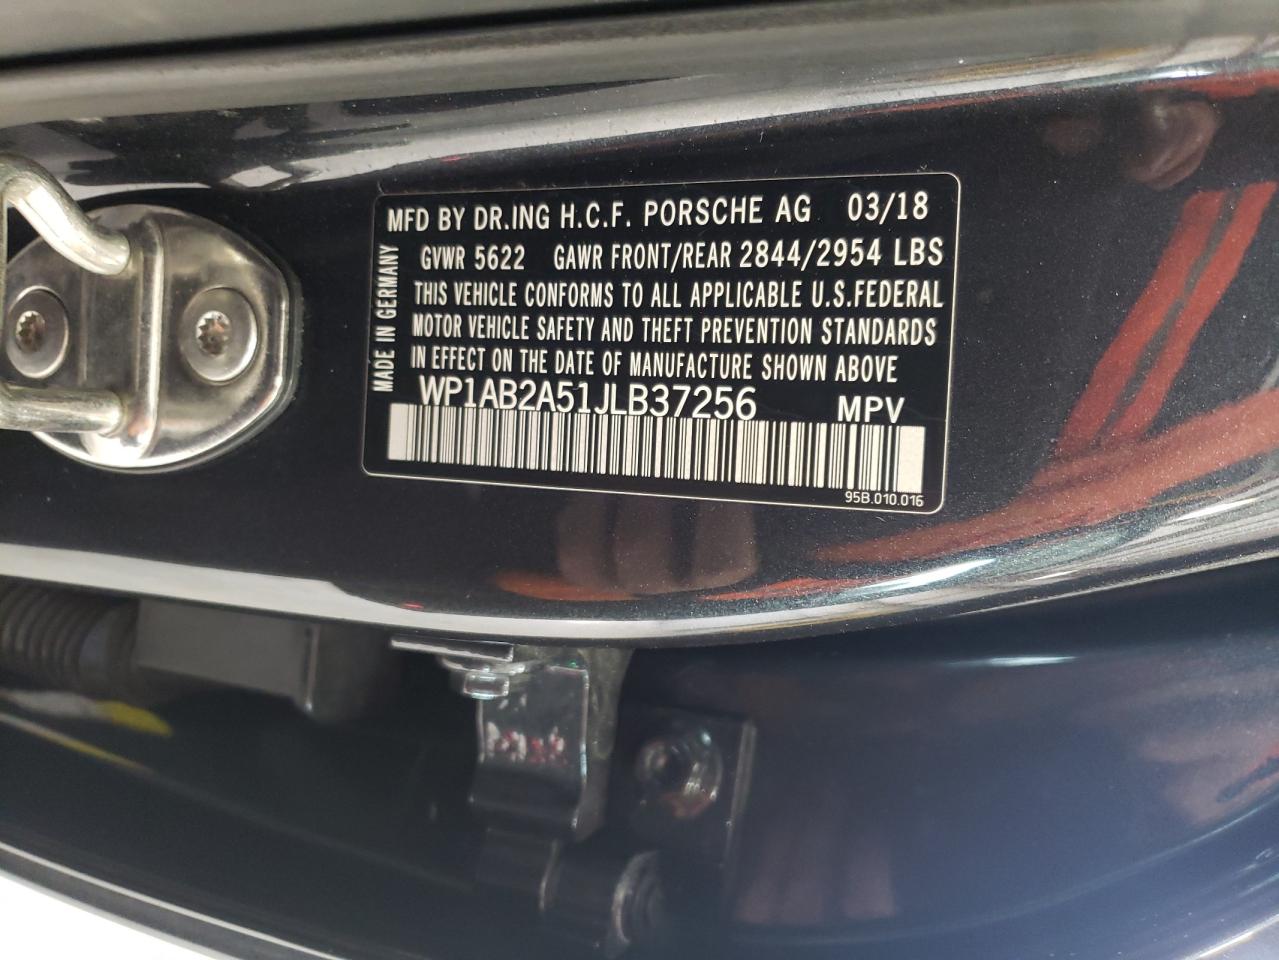 MFD BY DR.ING H.C.F. PORSCHE AG 03/18
GVWR 5622 GAWR FRONT/REAR 2844/2954 LBS
THIS VEHICLE CONFORMS TO ALL APPLICABLE U.S.FEDERAL
MOTOR VEHICLE SAFETY AND THEFT PREVENTION STANDARDS
IN EFFECT ON THE DATE OF MANUFACTURE SHOWN ABOVE
WP1AB2A51JLB37256 MPV
95B.010.016
MADE IN GERMANY